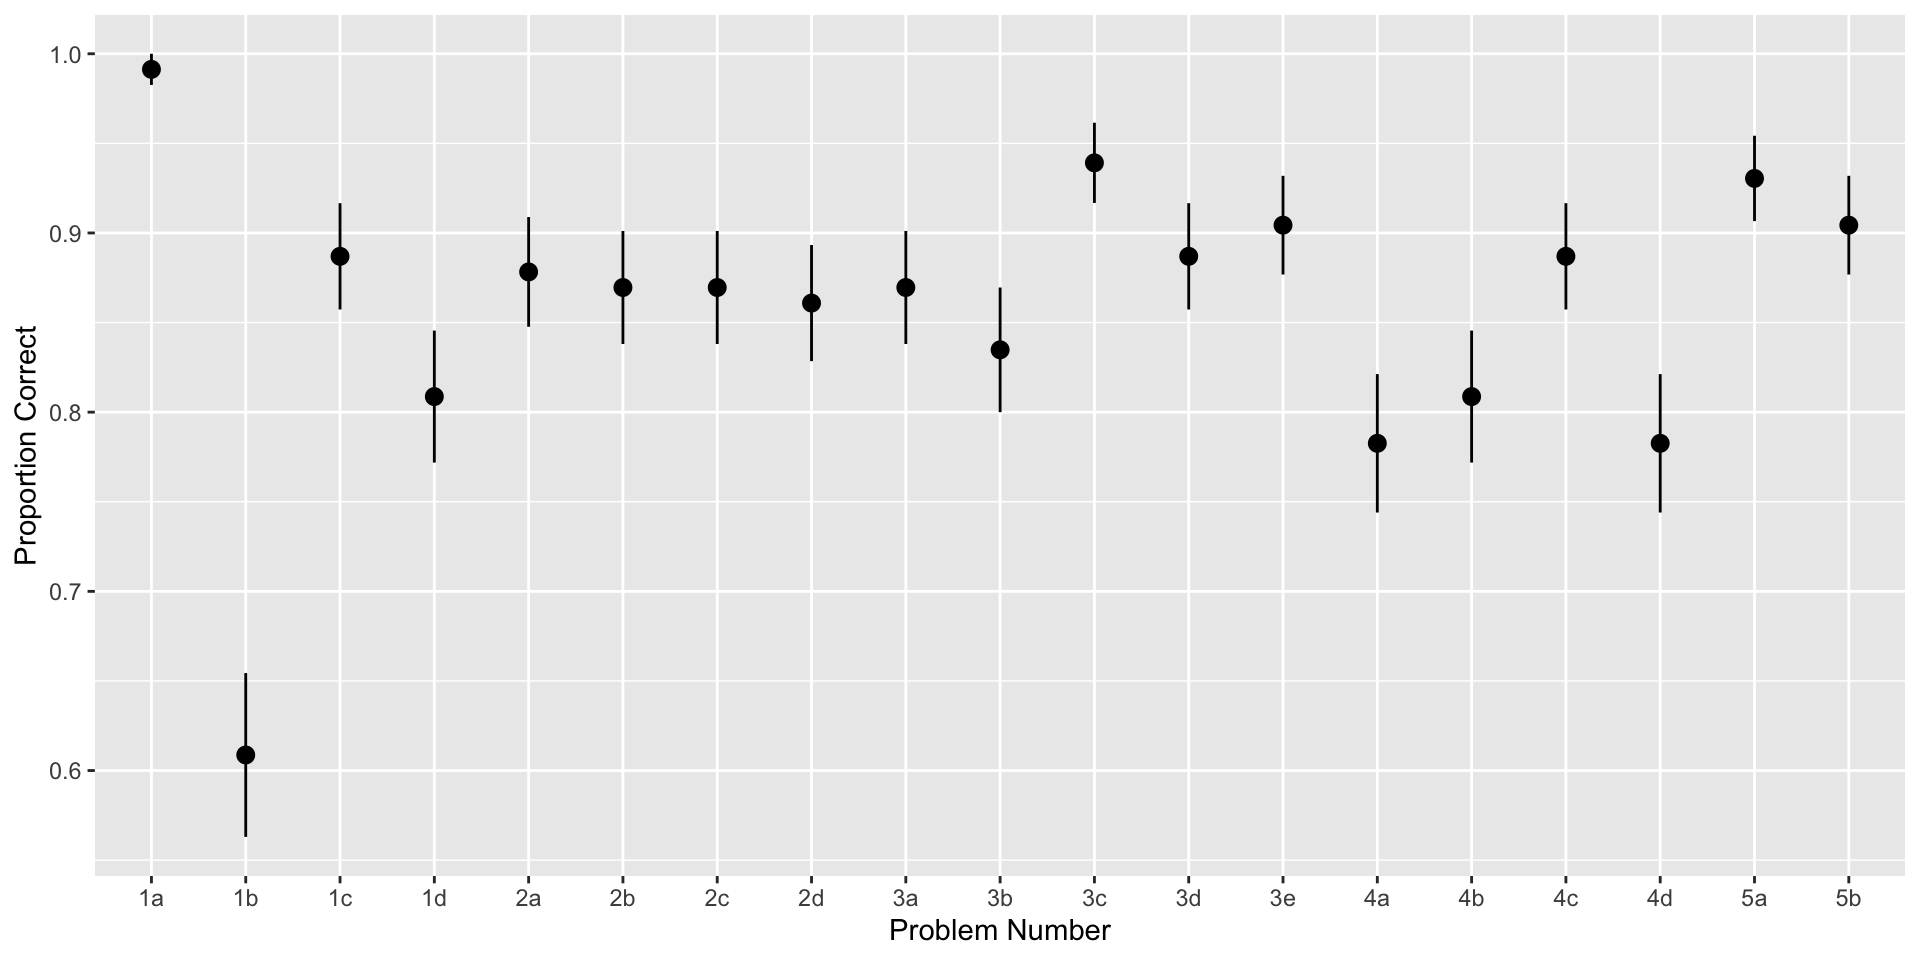 1.0
0.9
0.8
0.7
0.6
Proportion Correct
1a 1b 1c 1d 2a 2b 2c 2d 3a 3b 3c 3d 3e 4a 4b 4c 4d 5a 5b
Problem Number